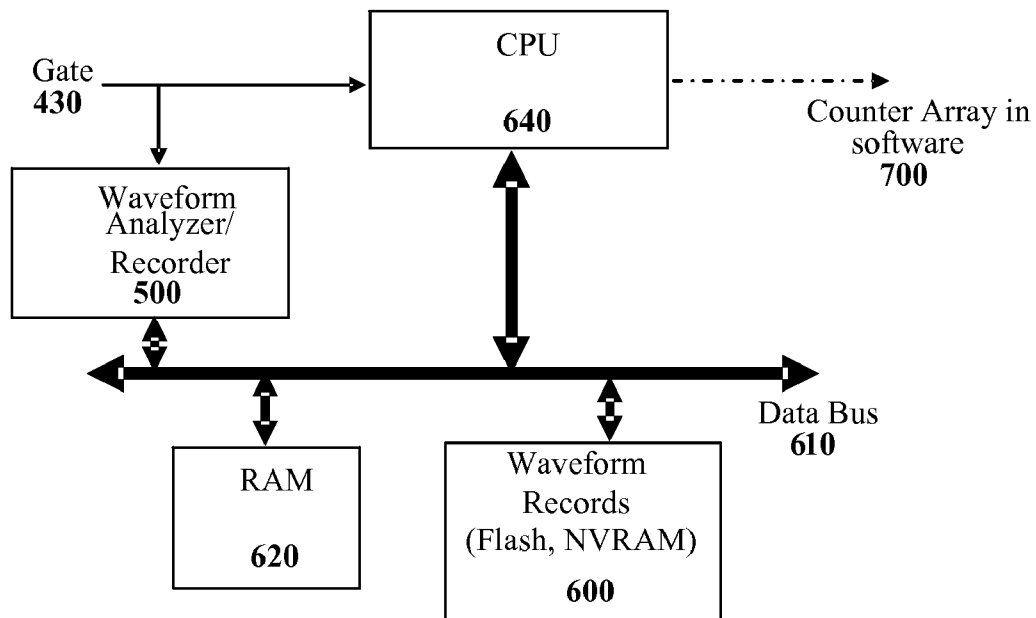 CPU
640
Gate
430
Counter Array in
software
700
Waveform
Analyzer/
Recorder
500
Data Bus
610
RAM
620
Waveform
Records
(Flash, NVRAM)
600